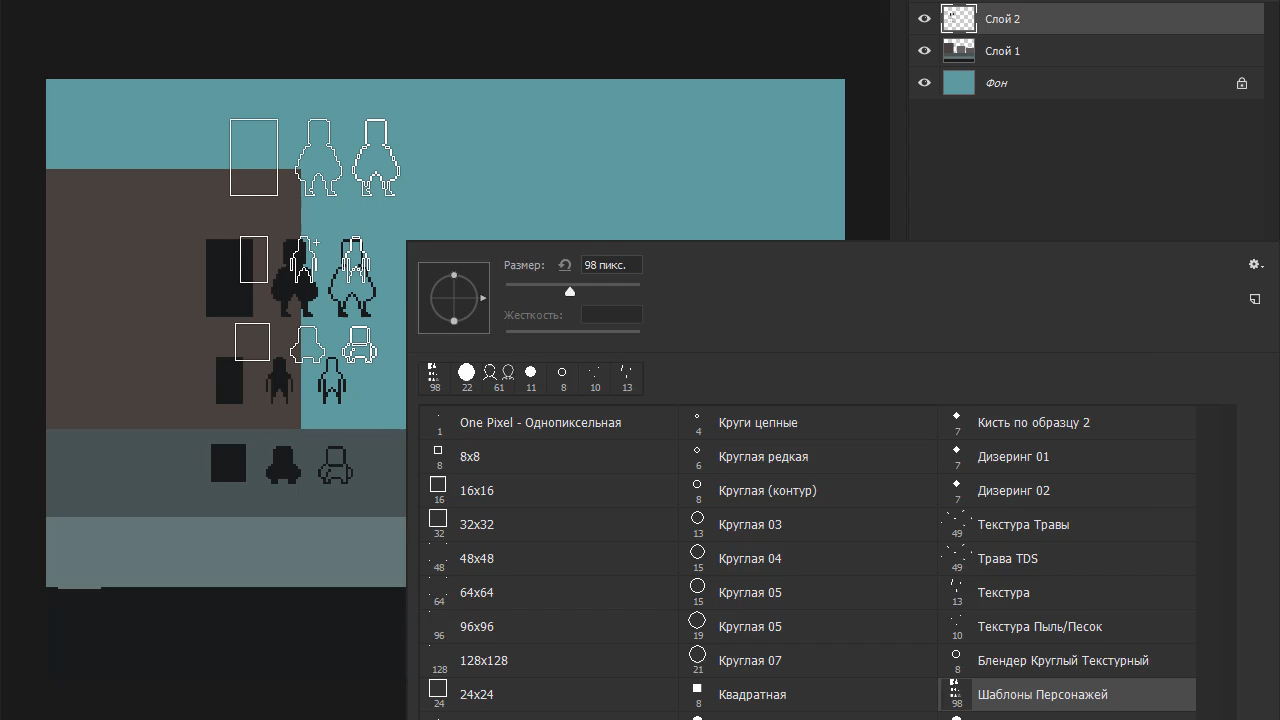 Слой 2
Слой 1
Фон
Размер: 98 пикс.
Жесткость:
98 22 61 11 8 10 13
1 One Pixel - Однопиксельная
4 Круги цепные
7 Кисть по образцу 2
8 8x8
6 Круглая редкая
7 Дизеринг 01
16 16x16
8 Круглая (контур)
7 Дизеринг 02
32 32x32
13 Круглая 03
49 Текстура Травы
48 48x48
15 Круглая 04
49 Трава TDS
64 64x64
15 Круглая 05
13 Текстура
96 96x96
19 Круглая 05
10 Текстура Пыль/Песок
128 128x128
21 Круглая 07
8 Блендер Круглый Текстурный
24 24x24
8 Квадратная
98 Шаблоны Персонажей